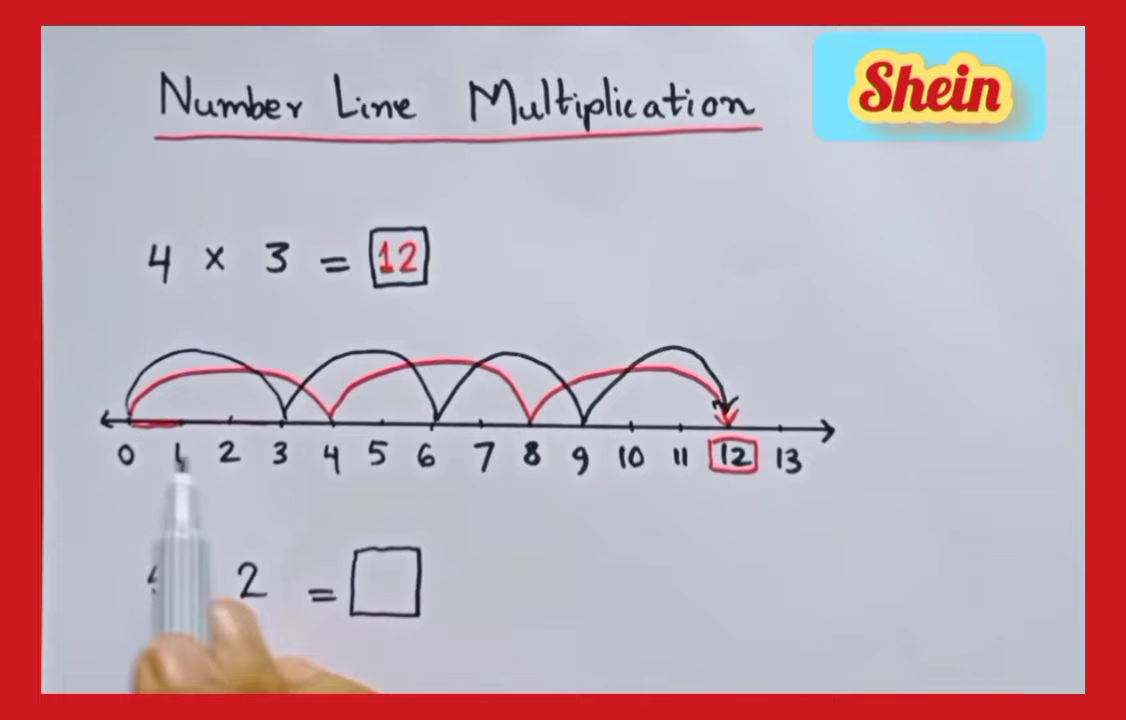 Number Line Multiplication
Shein
4 × 3 = 12
0 1 2 3 4 5 6 7 8 9 10 11 12 13
2 =